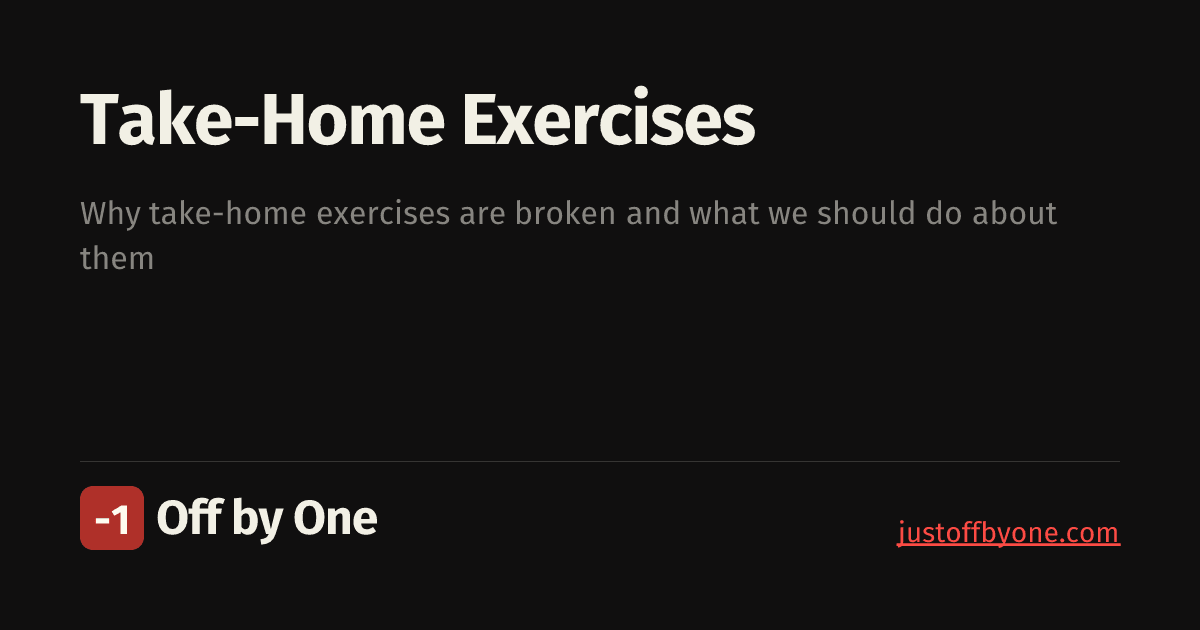 Take-Home Exercises
Why take-home exercises are broken and what we should do about
them
-1 Off by One
justoffbyone.com